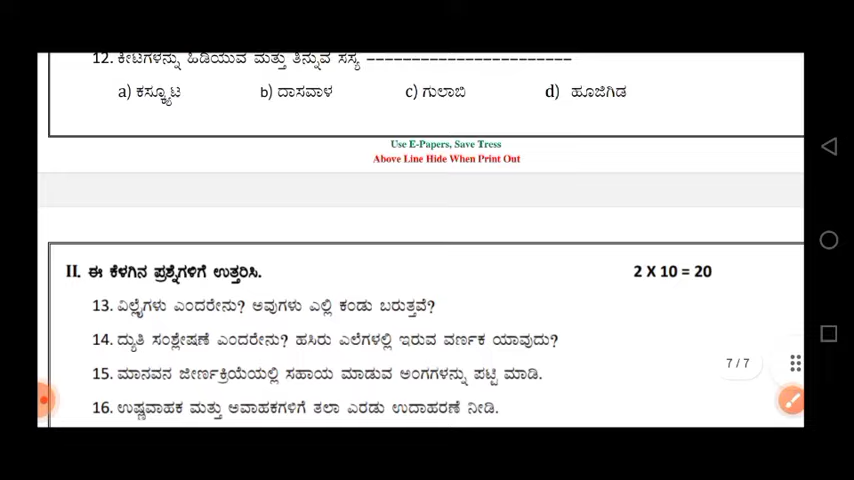 12. ಕೀಟಗಳನ್ನು ಹಿಡಿಯುವ ಮತ್ತು ತಿನ್ನುವ ಸಸ್ಯ ------------------------
a) ಕಸ್ಕ್ಯೂಟ b) ದಾಸವಾಳ c) ಗುಲಾಬಿ d) ಹೂಜಿಗಿಡ
Use E-Papers, Save Tress
Above Line Hide When Print Out
II. ಈ ಕೆಳಗಿನ ಪ್ರಶ್ನೆಗಳಿಗೆ ಉತ್ತರಿಸಿ. 2 X 10 = 20
13. ವಿಲ್ಲೈಗಳು ಎಂದರೇನು? ಅವುಗಳು ಎಲ್ಲಿ ಕಂಡು ಬರುತ್ತವೆ?
14. ದ್ಯುತಿ ಸಂಶ್ಲೇಷಣೆ ಎಂದರೇನು? ಹಸಿರು ಎಲೆಗಳಲ್ಲಿ ಇರುವ ವರ್ಣಕ ಯಾವುದು?
7 / 7
15. ಮಾನವನ ಜೀರ್ಣಕ್ರಿಯೆಯಲ್ಲಿ ಸಹಾಯ ಮಾಡುವ ಅಂಗಗಳನ್ನು ಪಟ್ಟಿ ಮಾಡಿ.
16. ಉಷ್ಣವಾಹಕ ಮತ್ತು ಅವಾಹಕಗಳಿಗೆ ತಲಾ ಎರಡು ಉದಾಹರಣೆ ನೀಡಿ.